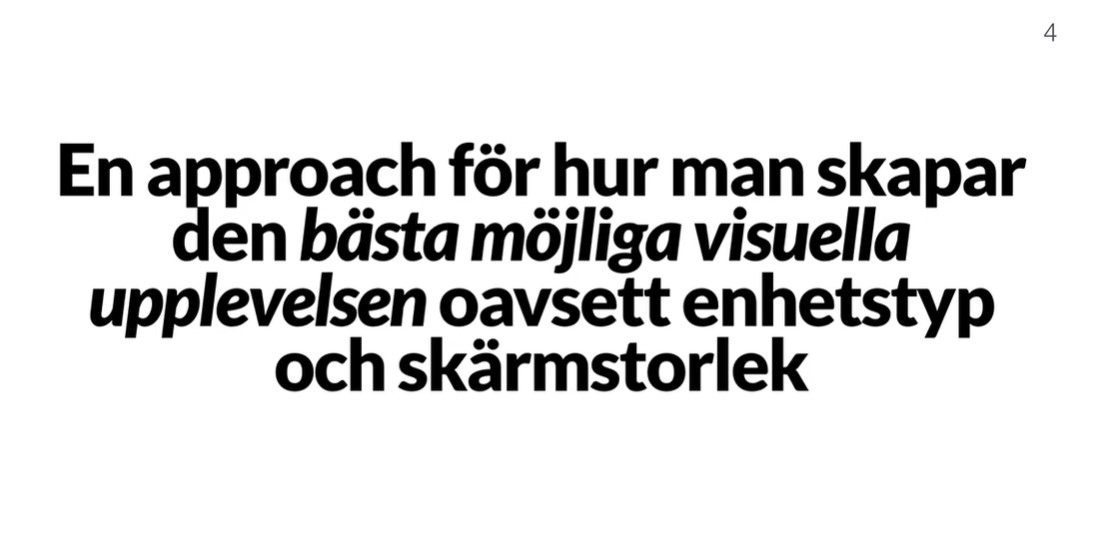 4
En approach för hur man skapar
den bästa möjliga visuella
upplevelsen oavsett enhetstyp
och skärmstorlek